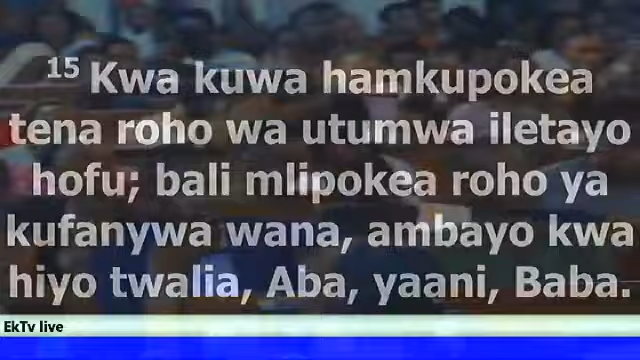 15 Kwa kuwa hamkupokea
tena roho wa utumwa iletayo
hofu; bali mlipokea roho ya
kufanywa wana, ambayo kwa
hiyo twalia, Aba, yaani, Baba.
EkTv live